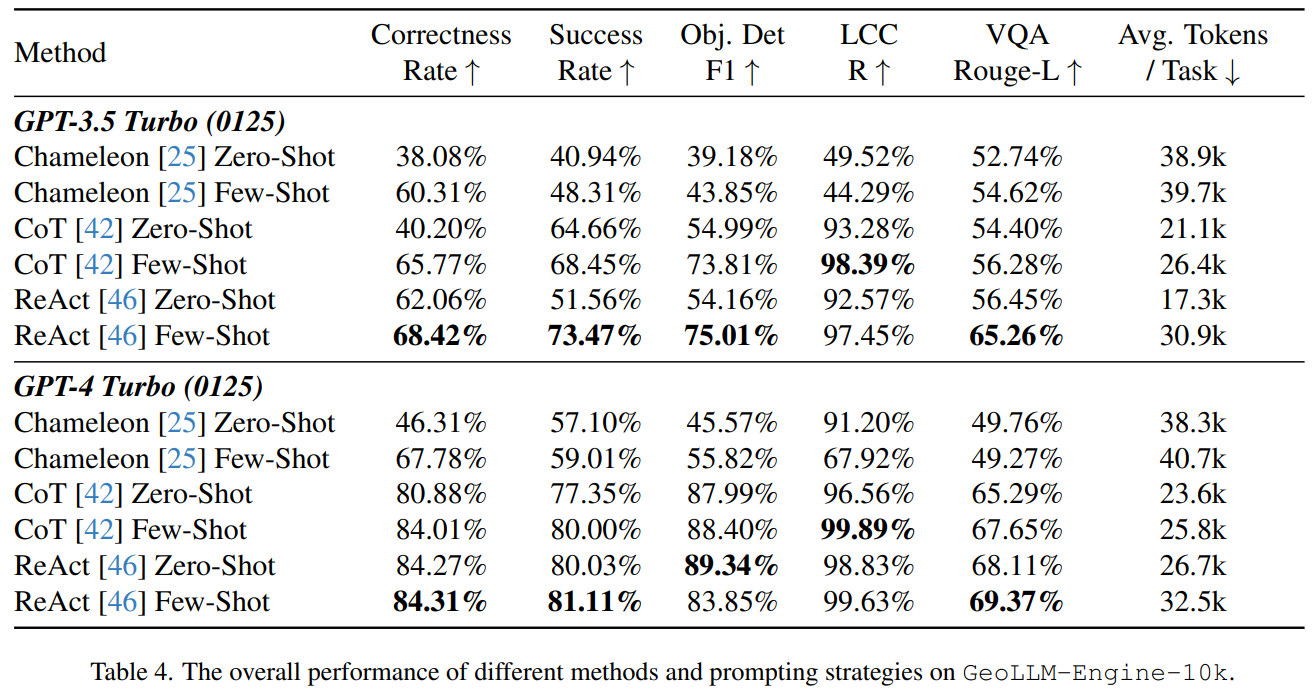 Method Correctness Rate ↑ Success Rate ↑ Obj. Det F1 ↑ LCC R ↑ VQA Rouge-L ↑ Avg. Tokens / Task ↓
GPT-3.5 Turbo (0125)
Chameleon [25] Zero-Shot 38.08% 40.94% 39.18% 49.52% 52.74% 38.9k
Chameleon [25] Few-Shot 60.31% 48.31% 43.85% 44.29% 54.62% 39.7k
CoT [42] Zero-Shot 40.20% 64.66% 54.99% 93.28% 54.40% 21.1k
CoT [42] Few-Shot 65.77% 68.45% 73.81% 98.39% 56.28% 26.4k
ReAct [46] Zero-Shot 62.06% 51.56% 54.16% 92.57% 56.45% 17.3k
ReAct [46] Few-Shot 68.42% 73.47% 75.01% 97.45% 65.26% 30.9k
GPT-4 Turbo (0125)
Chameleon [25] Zero-Shot 46.31% 57.10% 45.57% 91.20% 49.76% 38.3k
Chameleon [25] Few-Shot 67.78% 59.01% 55.82% 67.92% 49.27% 40.7k
CoT [42] Zero-Shot 80.88% 77.35% 87.99% 96.56% 65.29% 23.6k
CoT [42] Few-Shot 84.01% 80.00% 88.40% 99.89% 67.65% 25.8k
ReAct [46] Zero-Shot 84.27% 80.03% 89.34% 98.83% 68.11% 26.7k
ReAct [46] Few-Shot 84.31% 81.11% 83.85% 99.63% 69.37% 32.5k
Table 4. The overall performance of different methods and prompting strategies on GeoLLM-Engine-10k.